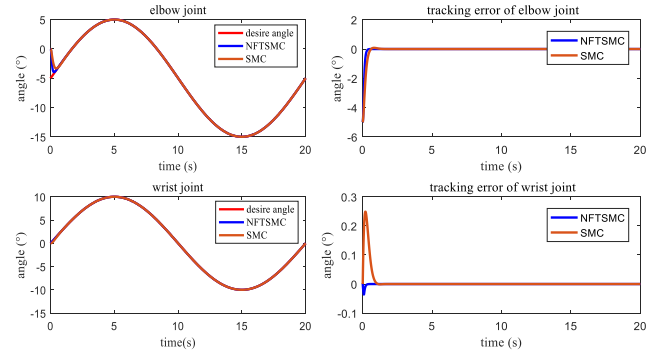 elbow joint
angle (°)
5
0
-5
-10
-15
desire angle
NFTSMC
SMC
0
5
10
15
20
time (s)
tracking error of elbow joint
angle (°)
2
0
-2
-4
-6
NFTSMC
SMC
0
5
10
15
20
time (s)
wrist joint
angle (°)
10
5
0
-5
-10
-15
desire angle
NFTSMC
SMC
0
5
10
15
20
time(s)
tracking error of wrist joint
angle (°)
0.3
0.2
0.1
0
-0.1
NFTSMC
SMC
0
5
10
15
20
time (s)